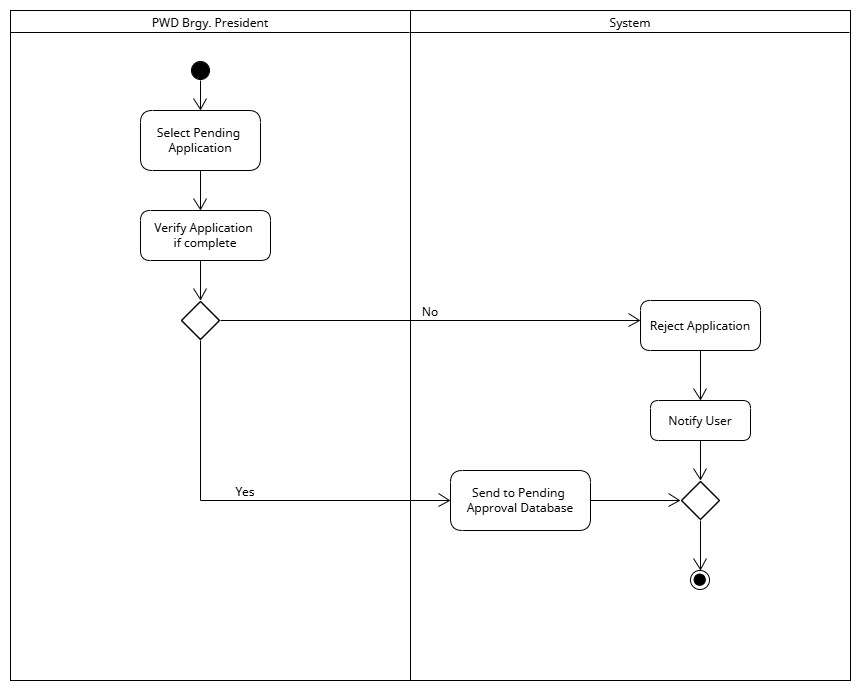 PWD Brgy. President
System
Select Pending
Application
Verify Application
if complete
No
Reject Application
Notify User
Yes
Send to Pending
Approval Database